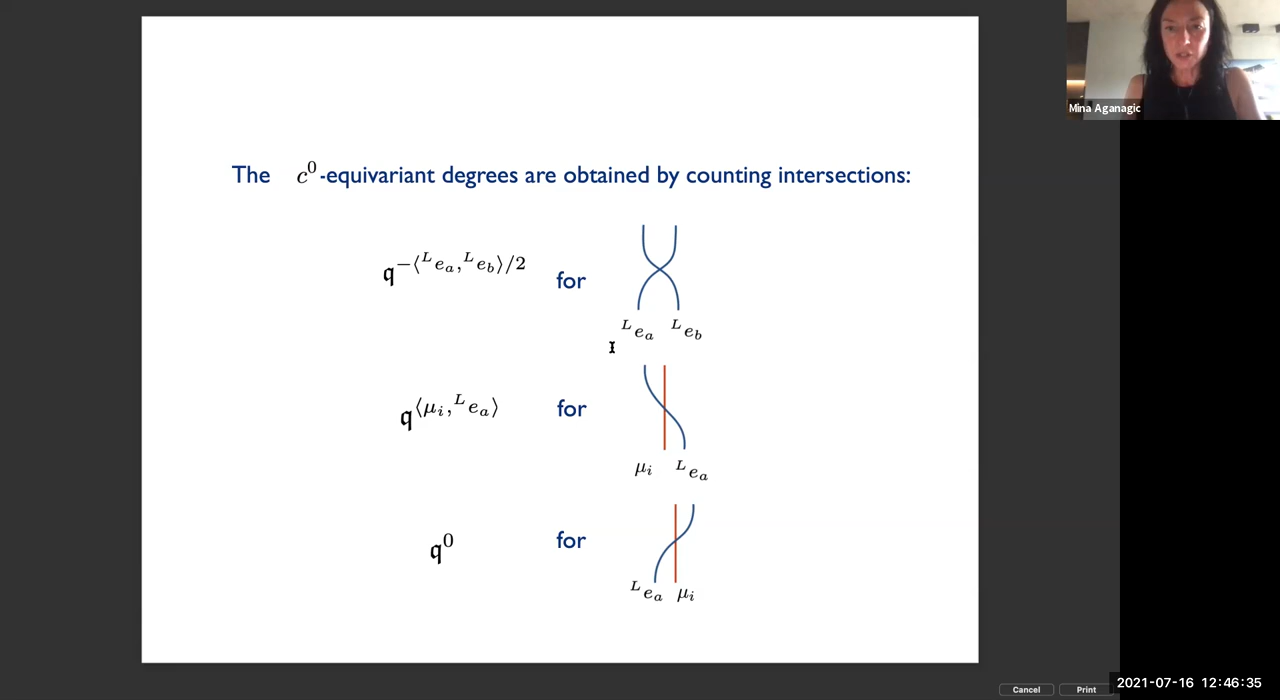 Mina Aganagic
The c⁰-equivariant degrees are obtained by counting intersections:
𝔮^{-⟨^L e_a, ^L e_b⟩/2} for
^L e_a ^L e_b
𝔮^{⟨μ_i, ^L e_a⟩} for
μ_i ^L e_a
𝔮⁰ for
^L e_a μ_i
Cancel Print
2021-07-16 12:46:35